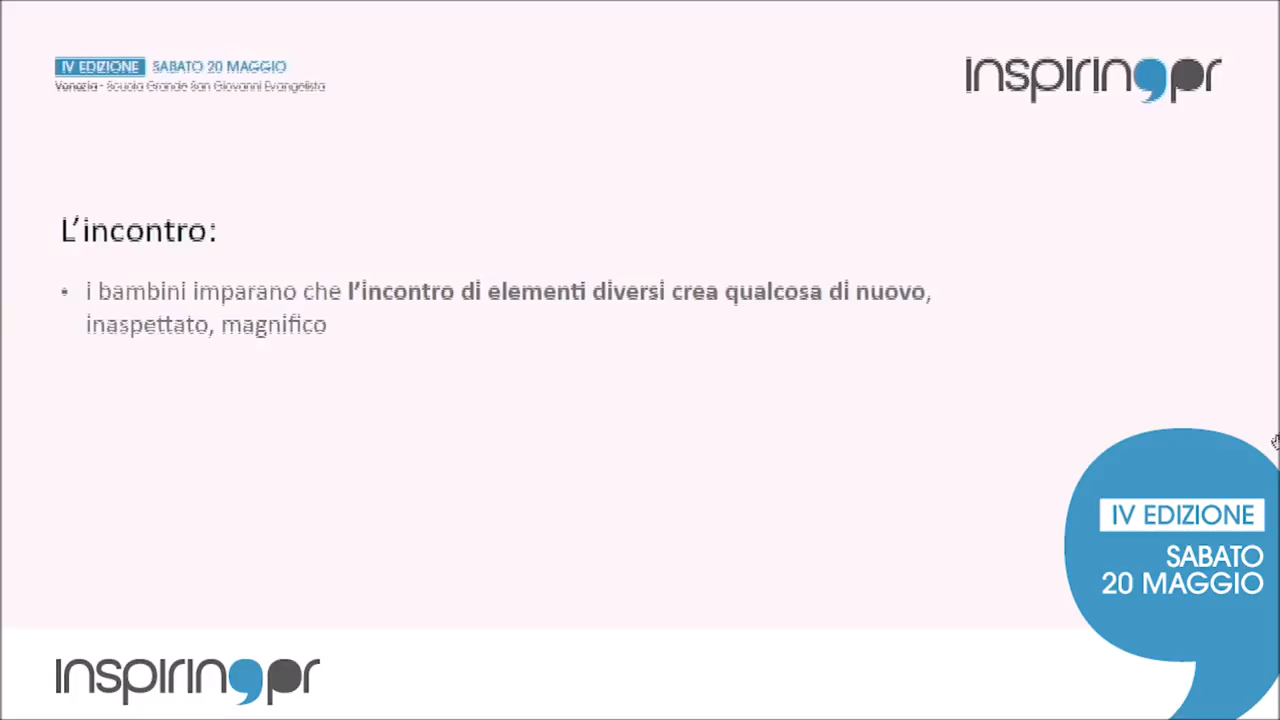 IV EDIZIONE SABATO 20 MAGGIO
Venezia - Scuola Grande San Giovanni Evangelista
inspiringpr
L'incontro:
• i bambini imparano che l'incontro di elementi diversi crea qualcosa di nuovo,
inaspettato, magnifico
IV EDIZIONE
SABATO
20 MAGGIO
inspiringpr